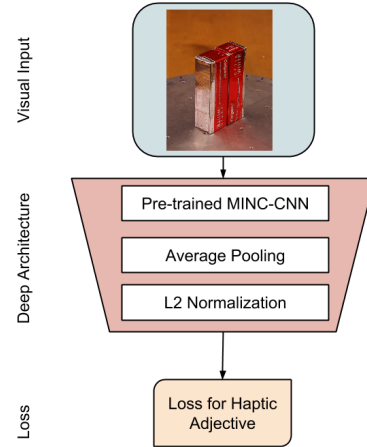 Visual Input
Pre-trained MINC-CNN
Average Pooling
L2 Normalization
Deep Architecture
Loss for Haptic
Adjective
Loss